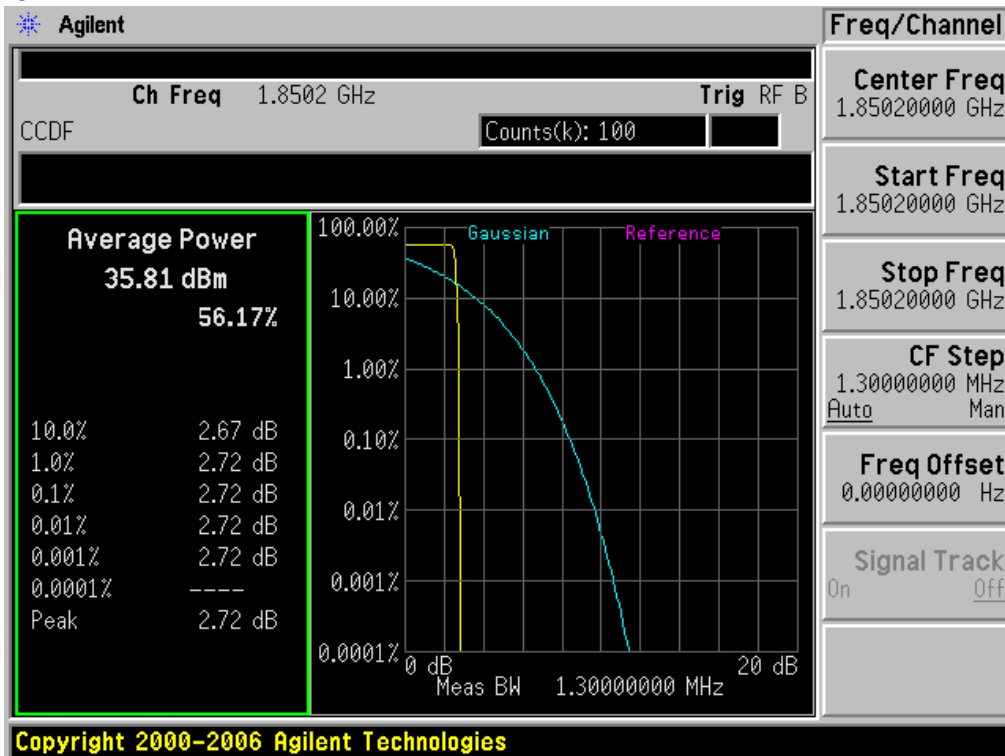 Agilent
Ch Freq 1.8502 GHz Trig RF B
CCDF Counts(k): 100
Average Power
35.81 dBm
56.17%
10.0% 2.67 dB
1.0% 2.72 dB
0.1% 2.72 dB
0.01% 2.72 dB
0.001% 2.72 dB
0.0001% ----
Peak 2.72 dB
100.00%
Gaussian Reference
10.00%
1.00%
0.10%
0.01%
0.001%
0.0001%
0 dB 20 dB
Meas BW 1.30000000 MHz
Freq/Channel
Center Freq
1.85020000 GHz
Start Freq
1.85020000 GHz
Stop Freq
1.85020000 GHz
CF Step
1.30000000 MHz
Auto Man
Freq Offset
0.00000000 Hz
Signal Track
On Off
Copyright 2000-2006 Agilent Technologies